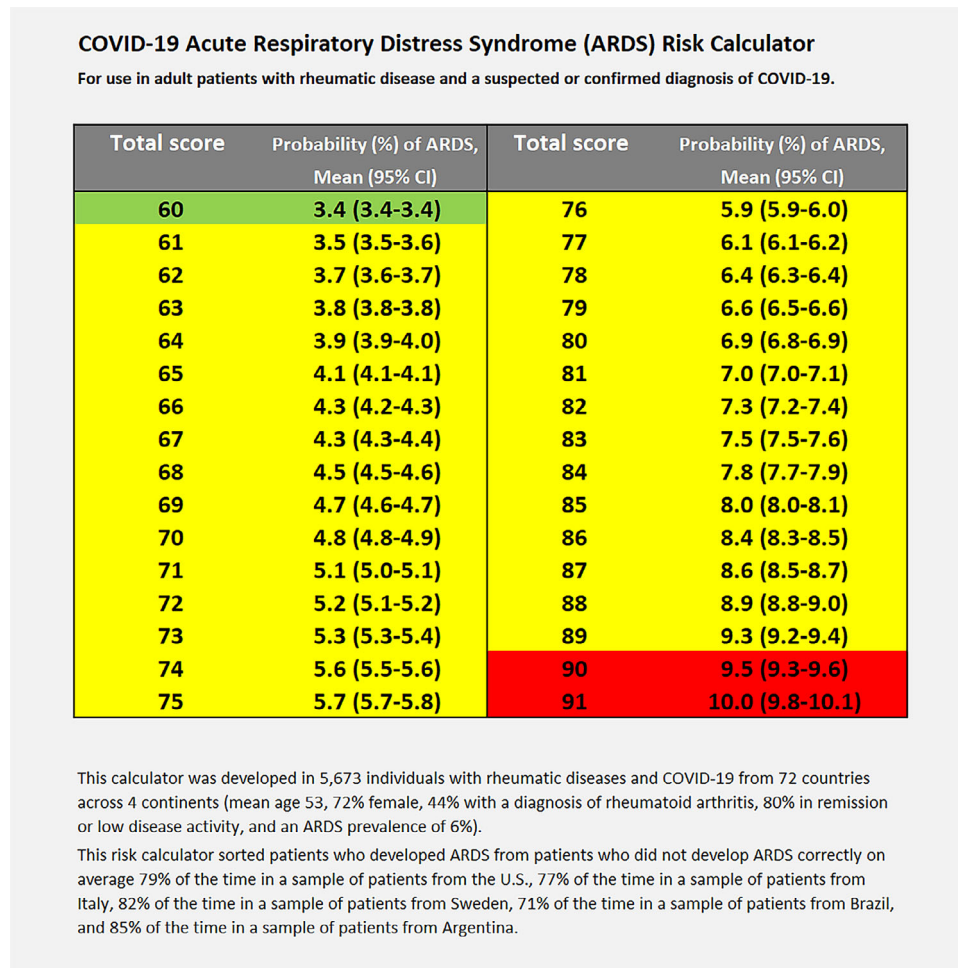 COVID-19 Acute Respiratory Distress Syndrome (ARDS) Risk Calculator
For use in adult patients with rheumatic disease and a suspected or confirmed diagnosis of COVID-19.
Total score Probability (%) of ARDS, Mean (95% CI) Total score Probability (%) of ARDS, Mean (95% CI)
60 3.4 (3.4-3.4) 76 5.9 (5.9-6.0)
61 3.5 (3.5-3.6) 77 6.1 (6.1-6.2)
62 3.7 (3.6-3.7) 78 6.4 (6.3-6.4)
63 3.8 (3.8-3.8) 79 6.6 (6.5-6.6)
64 3.9 (3.9-4.0) 80 6.9 (6.8-6.9)
65 4.1 (4.1-4.1) 81 7.0 (7.0-7.1)
66 4.3 (4.2-4.3) 82 7.3 (7.2-7.4)
67 4.3 (4.3-4.4) 83 7.5 (7.5-7.6)
68 4.5 (4.5-4.6) 84 7.8 (7.7-7.9)
69 4.7 (4.6-4.7) 85 8.0 (8.0-8.1)
70 4.8 (4.8-4.9) 86 8.4 (8.3-8.5)
71 5.1 (5.0-5.1) 87 8.6 (8.5-8.7)
72 5.2 (5.1-5.2) 88 8.9 (8.8-9.0)
73 5.3 (5.3-5.4) 89 9.3 (9.2-9.4)
74 5.6 (5.5-5.6) 90 9.5 (9.3-9.6)
75 5.7 (5.7-5.8) 91 10.0 (9.8-10.1)
This calculator was developed in 5,673 individuals with rheumatic diseases and COVID-19 from 72 countries
across 4 continents (mean age 53, 72% female, 44% with a diagnosis of rheumatoid arthritis, 80% in remission
or low disease activity, and an ARDS prevalence of 6%).
This risk calculator sorted patients who developed ARDS from patients who did not develop ARDS correctly on
average 79% of the time in a sample of patients from the U.S., 77% of the time in a sample of patients from
Italy, 82% of the time in a sample of patients from Sweden, 71% of the time in a sample of patients from Brazil,
and 85% of the time in a sample of patients from Argentina.